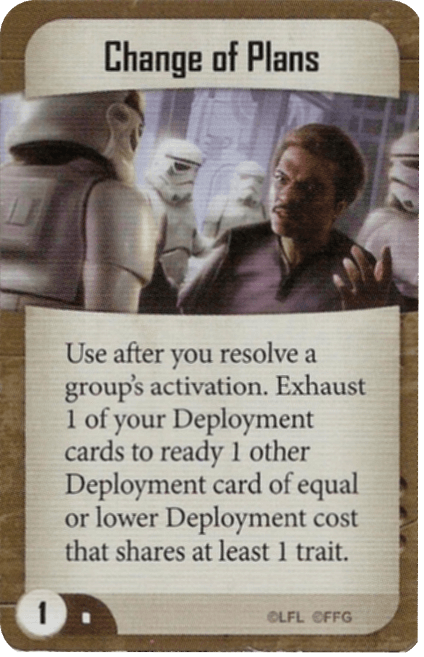 Change of Plans
Use after you resolve a
group's activation. Exhaust
1 of your Deployment
cards to ready 1 other
Deployment card of equal
or lower Deployment cost
that shares at least 1 trait.
1
©LFL ©FFG